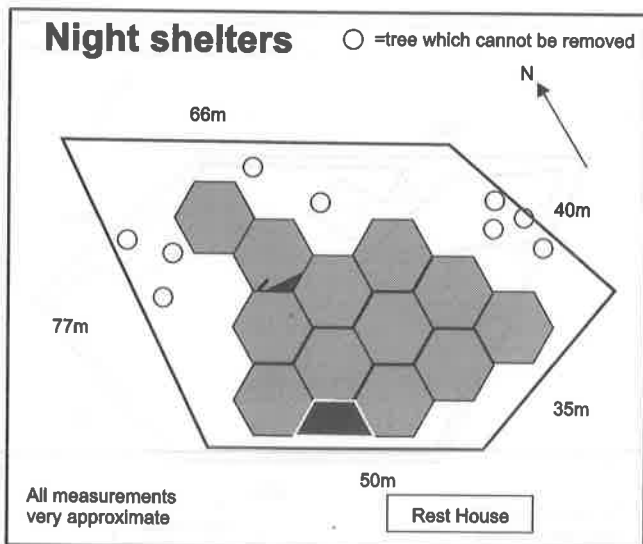 Night shelters
=tree which cannot be removed
N
66m
40m
77m
35m
50m
All measurements
very approximate
Rest House